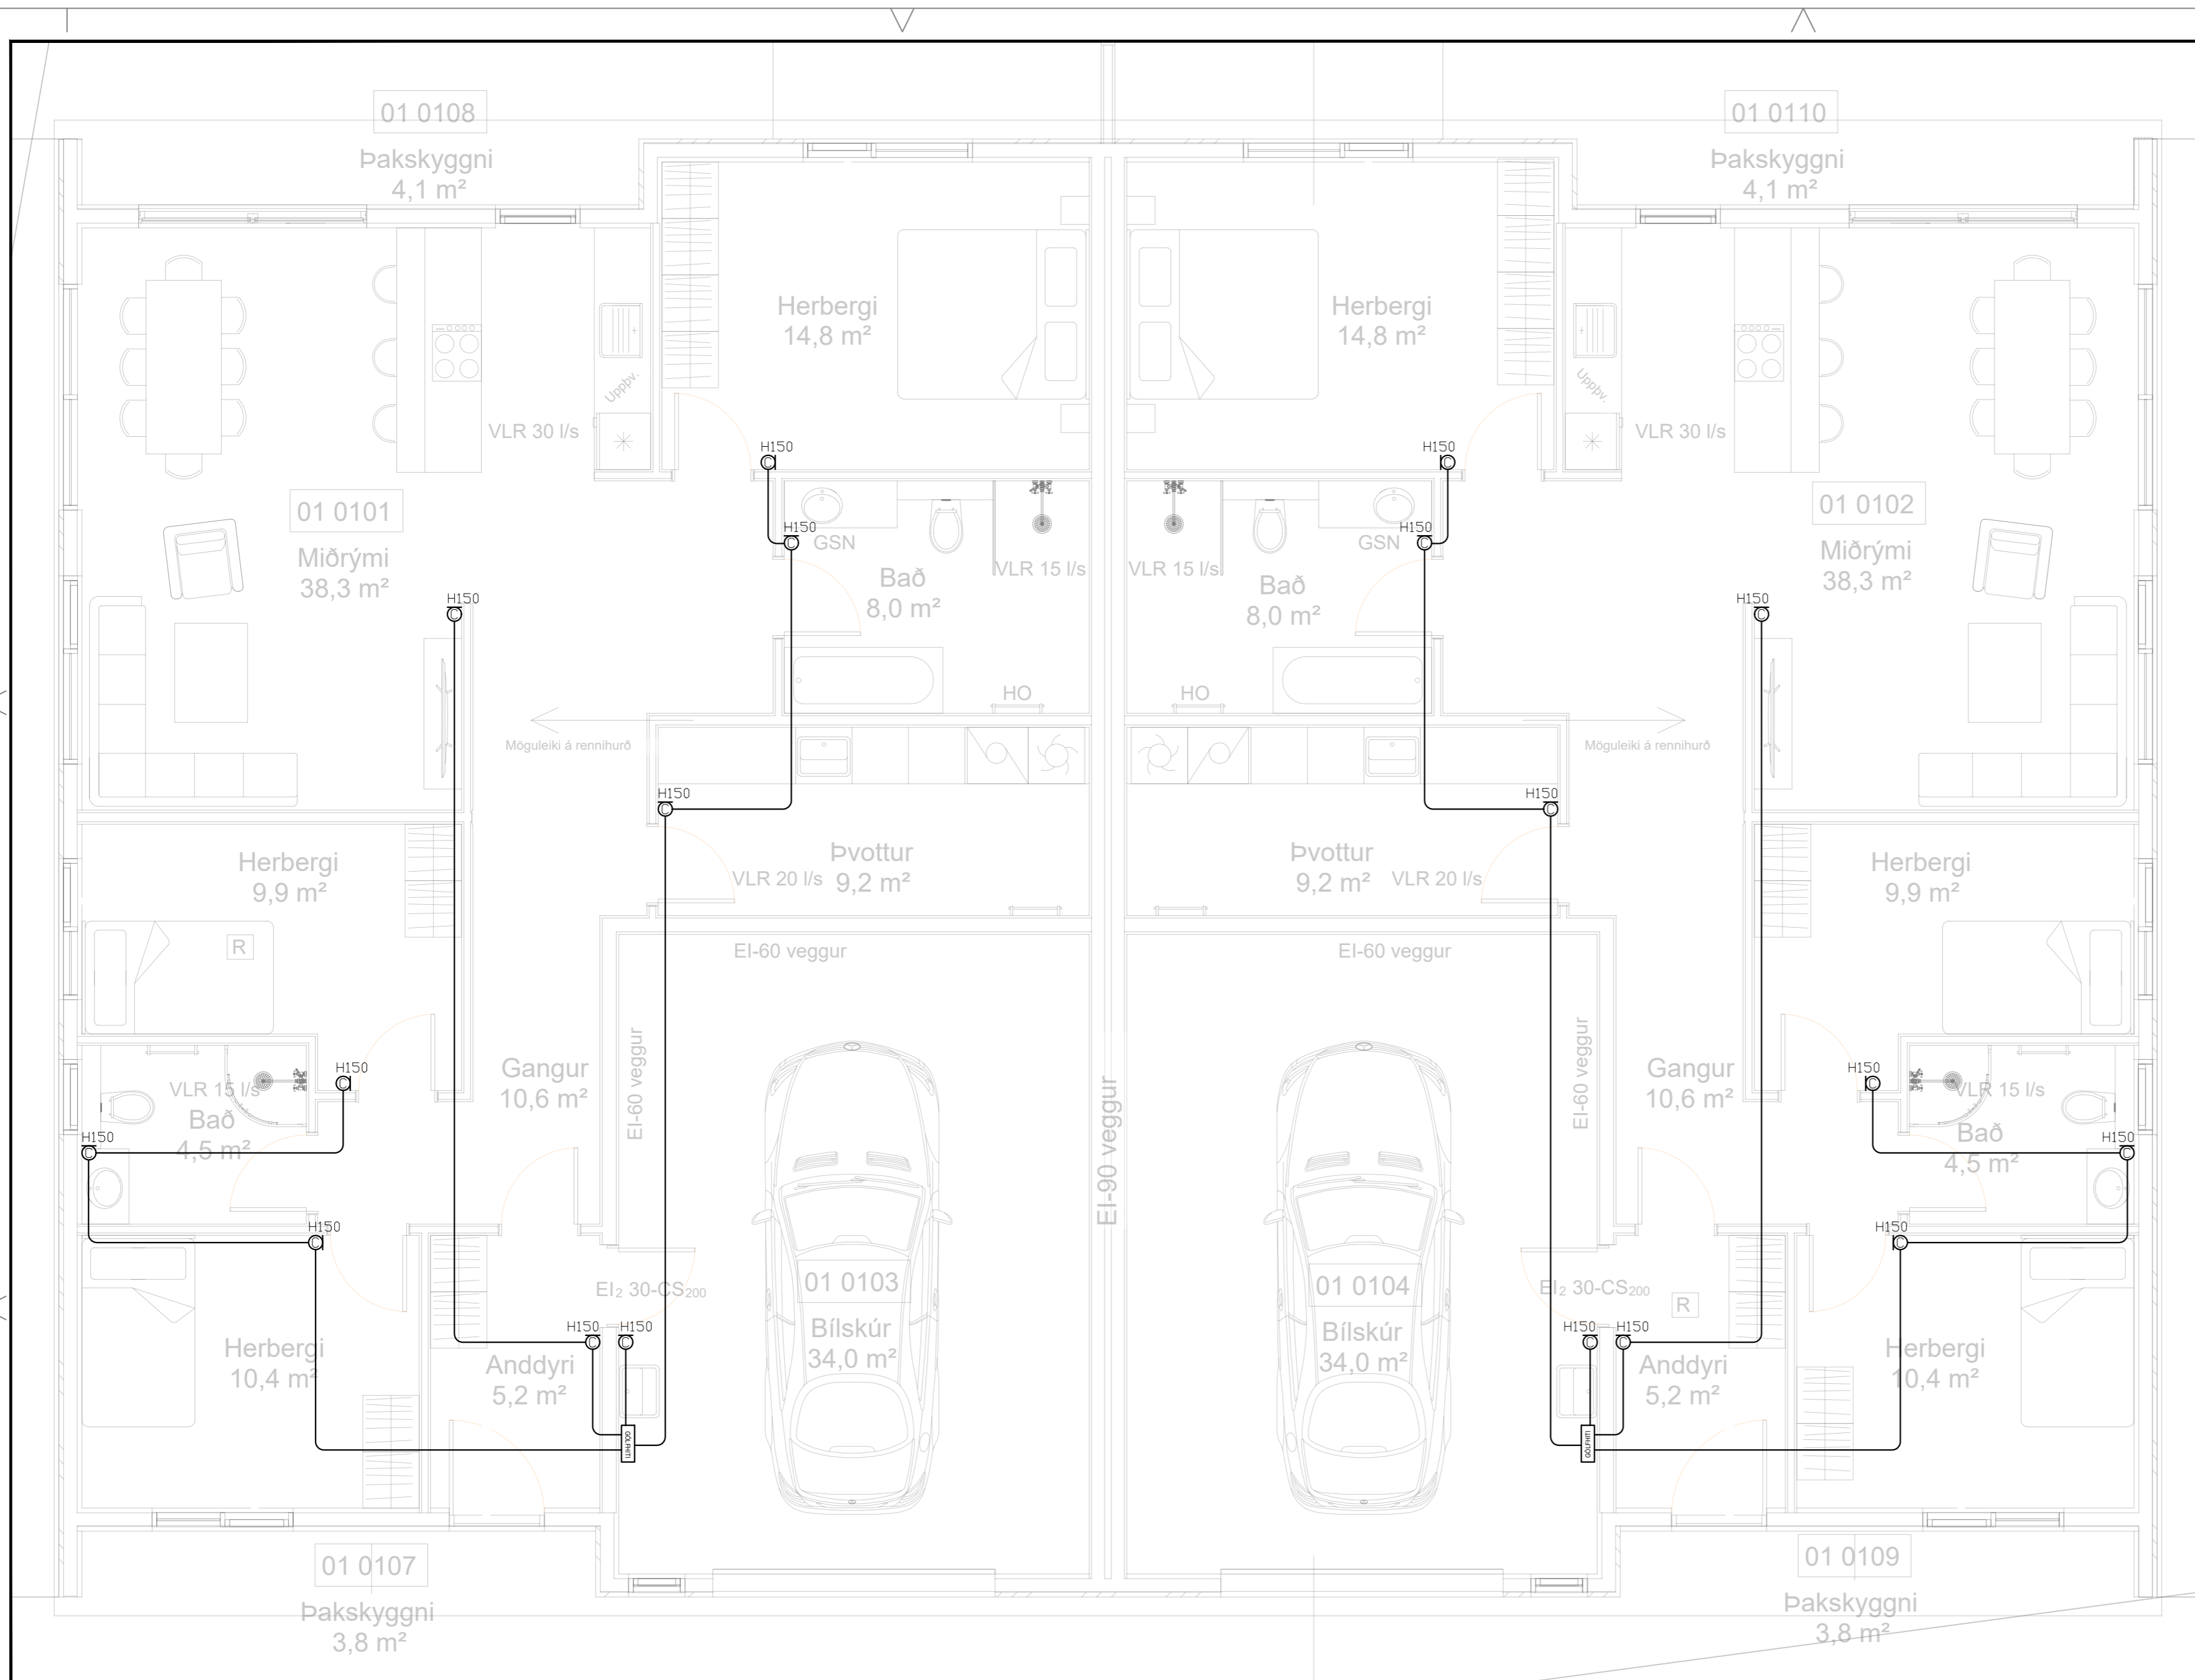 01 0108
Þakskyggni
4,1 m²
01 0110
Þakskyggni
4,1 m²
Herbergi
14,8 m²
Herbergi
14,8 m²
Uppþv.
Uppþv.
VLR 30 l/s
VLR 30 l/s
H150
H150
01 0101
Miðrými
38,3 m²
01 0102
Miðrými
38,3 m²
H150
GSN
H150
GSN
VLR 15 l/s
VLR 15 l/s
Bað
8,0 m²
Bað
8,0 m²
H150
H150
HO
HO
Möguleiki á rennihurð
Möguleiki á rennihurð
H150
H150
Herbergi
9,9 m²
Þvottur
9,2 m²
VLR 20 l/s
Þvottur
9,2 m²
VLR 20 l/s
Herbergi
9,9 m²
R
EI-60 veggur
EI-60 veggur
EI-60 veggur
EI-60 veggur
EI-90 veggur
Gangur
10,6 m²
Gangur
10,6 m²
H150
H150
VLR 15 l/s
Bað
4,5 m²
VLR 15 l/s
Bað
4,5 m²
H150
H150
H150
H150
EI₂ 30-CS₂₀₀
EI₂ 30-CS₂₀₀
R
01 0103
Bílskúr
34,0 m²
01 0104
Bílskúr
34,0 m²
H150
H150
H150
H150
Herbergi
10,4 m²
Anddyri
5,2 m²
Anddyri
5,2 m²
Herbergi
10,4 m²
GÓLFHITI
GÓLFHITI
01 0107
Þakskyggni
3,8 m²
01 0109
Þakskyggni
3,8 m²